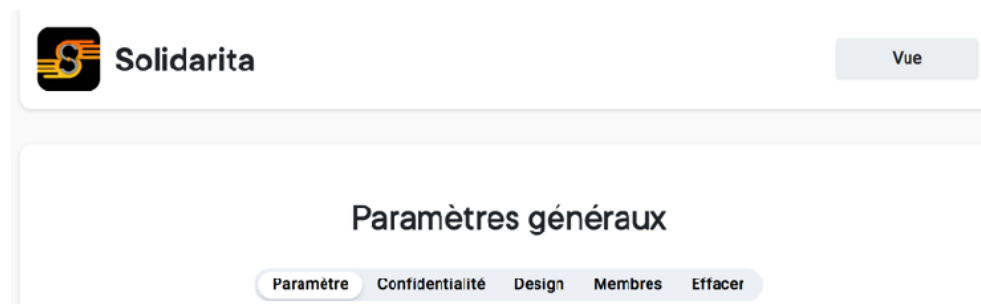 Solidarita
Vue
Paramètres généraux
Paramètre Confidentialité Design Membres Effacer